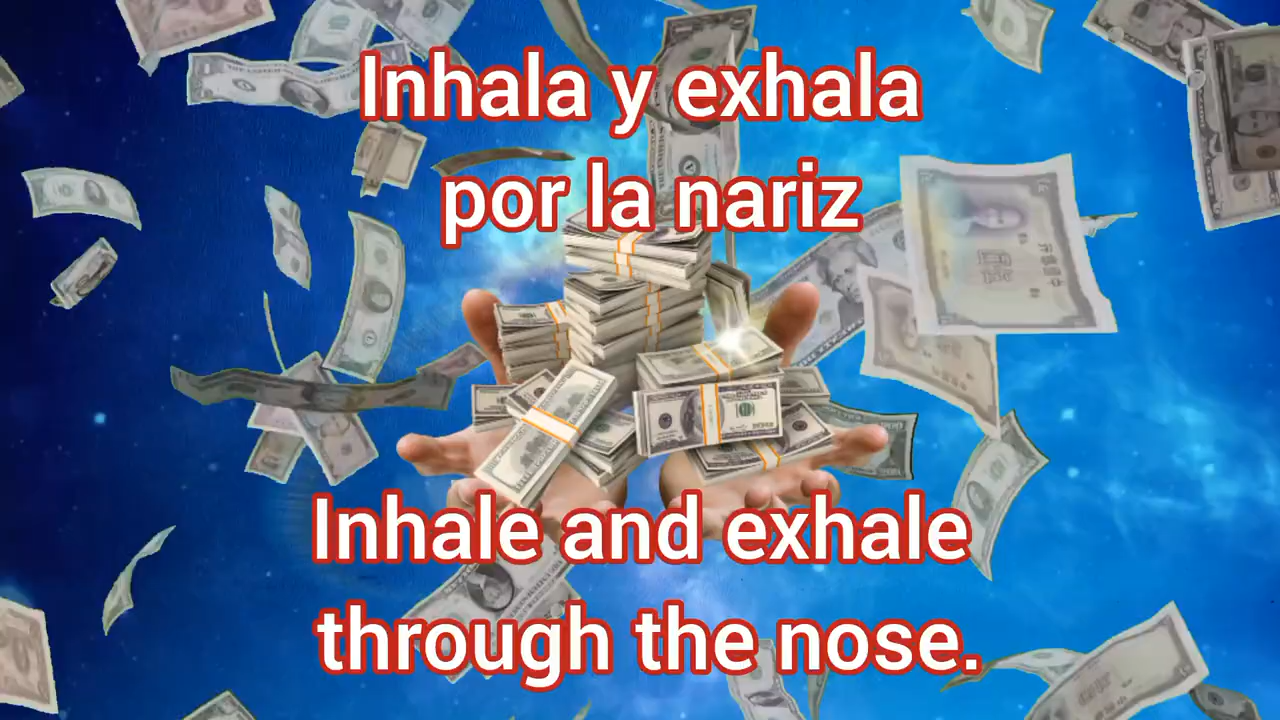 Inhala y exhala
por la nariz
Inhale and exhale
through the nose.